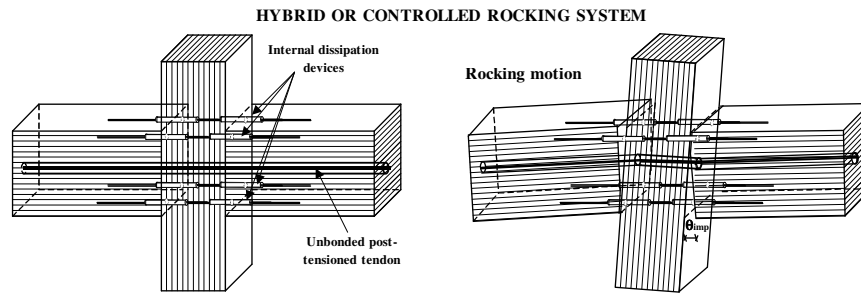 HYBRID OR CONTROLLED ROCKING SYSTEM
Internal dissipation
devices
Unbonded post-
tensioned tendon
Rocking motion
θimp